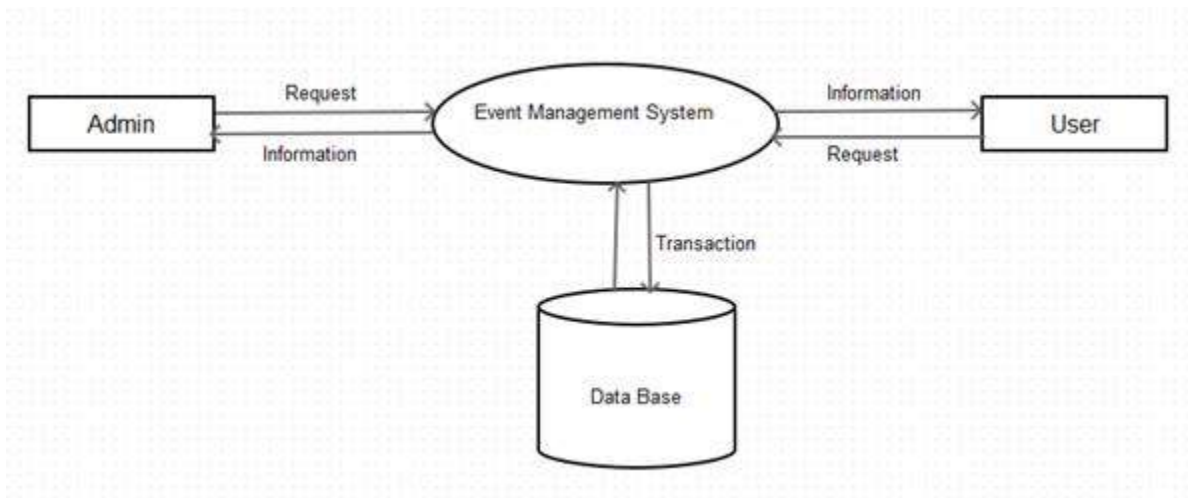 Request
Information
Admin
Event Management System
User
Information
Request
Transaction
Data Base